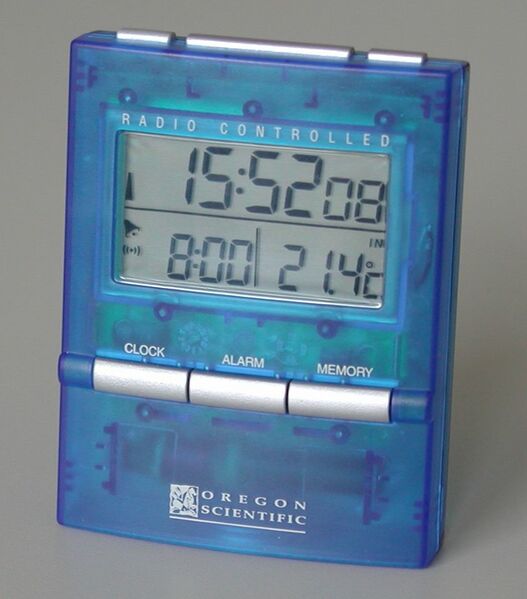 RADIO CONTROLLED
15:52 08
IN
8:00 21.4°C
CLOCK ALARM MEMORY
OREGON
SCIENTIFIC